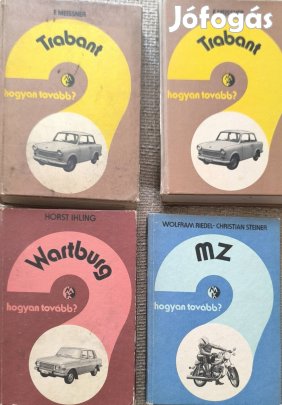 Jófogás
F. MEISSNER
Trabant
hogyan tovább?
F. MEISSNER
Trabant
hogyan tovább?
HORST IHLING
Wartburg
hogyan tovább?
WOLFRAM RIEDEL-CHRISTIAN STEINER
MZ
hogyan tovább?